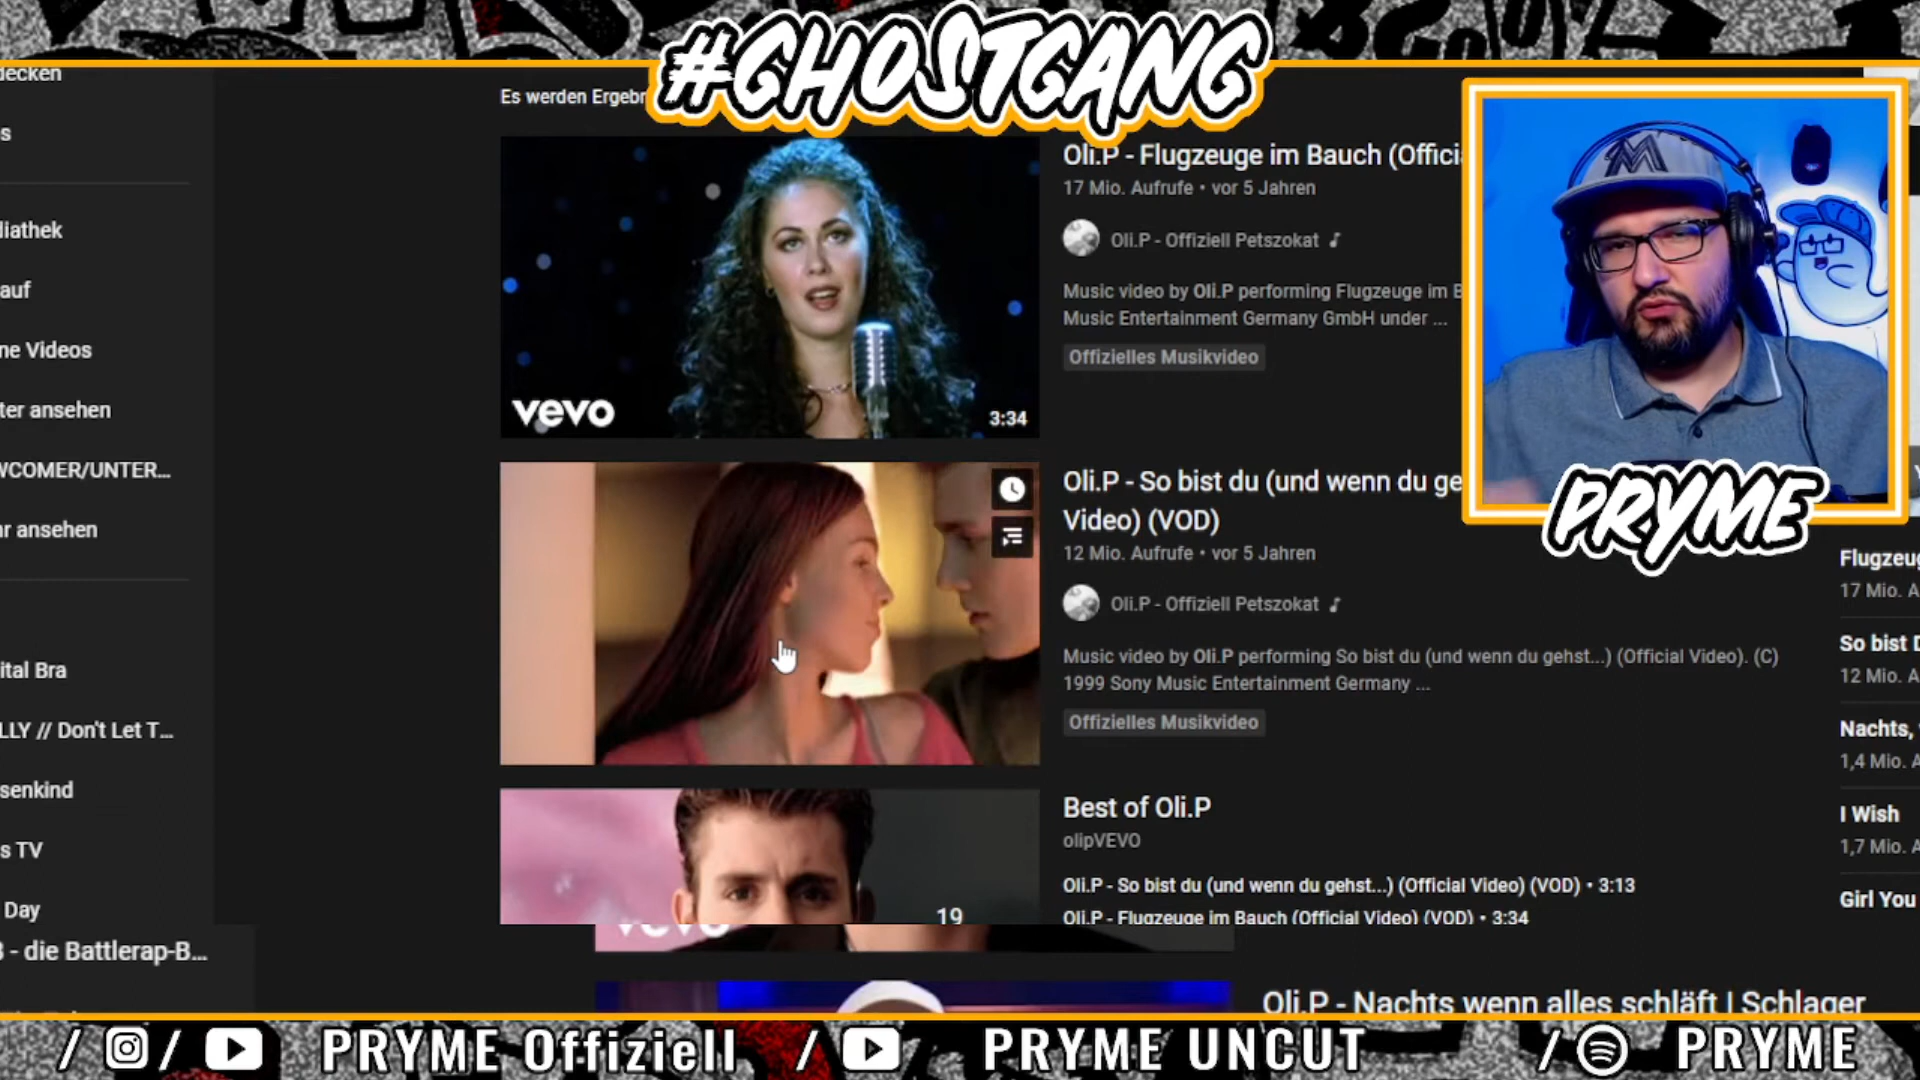 #GHOSTGANG
decken
s
diathek
auf
ne Videos
ter ansehen
WCOMER/UNTER...
hr ansehen
ital Bra
LLY // Don't Let T...
senkind
s TV
Day
B - die Battlerap-B...
Es werden Ergebr
vevo
3:34
Oli.P - Flugzeuge im Bauch (Offici
17 Mio. Aufrufe • vor 5 Jahren
Oli.P - Offiziell Petszokat
Music video by Oli.P performing Flugzeuge im B
Music Entertainment Germany GmbH under ...
Offizielles Musikvideo
Oli.P - So bist du (und wenn du ge
Video) (VOD)
12 Mio. Aufrufe • vor 5 Jahren
Oli.P - Offiziell Petszokat
Music video by Oli.P performing So bist du (und wenn du gehst...) (Official Video). (C)
1999 Sony Music Entertainment Germany ...
Offizielles Musikvideo
19
Best of Oli.P
olipVEVO
Oli.P - So bist du (und wenn du gehst...) (Official Video) (VOD) • 3:13
Oli.P - Flugzeuge im Bauch (Official Video) (VOD) • 3:34
Oli.P - Nachts wenn alles schläft | Schlager
M
PRYME
Flugzeug
17 Mio. A
So bist D
12 Mio. A
Nachts,
1,4 Mio. A
I Wish
1,7 Mio. A
Girl You
/ / PRYME Offiziell / PRYME UNCUT / PRYME